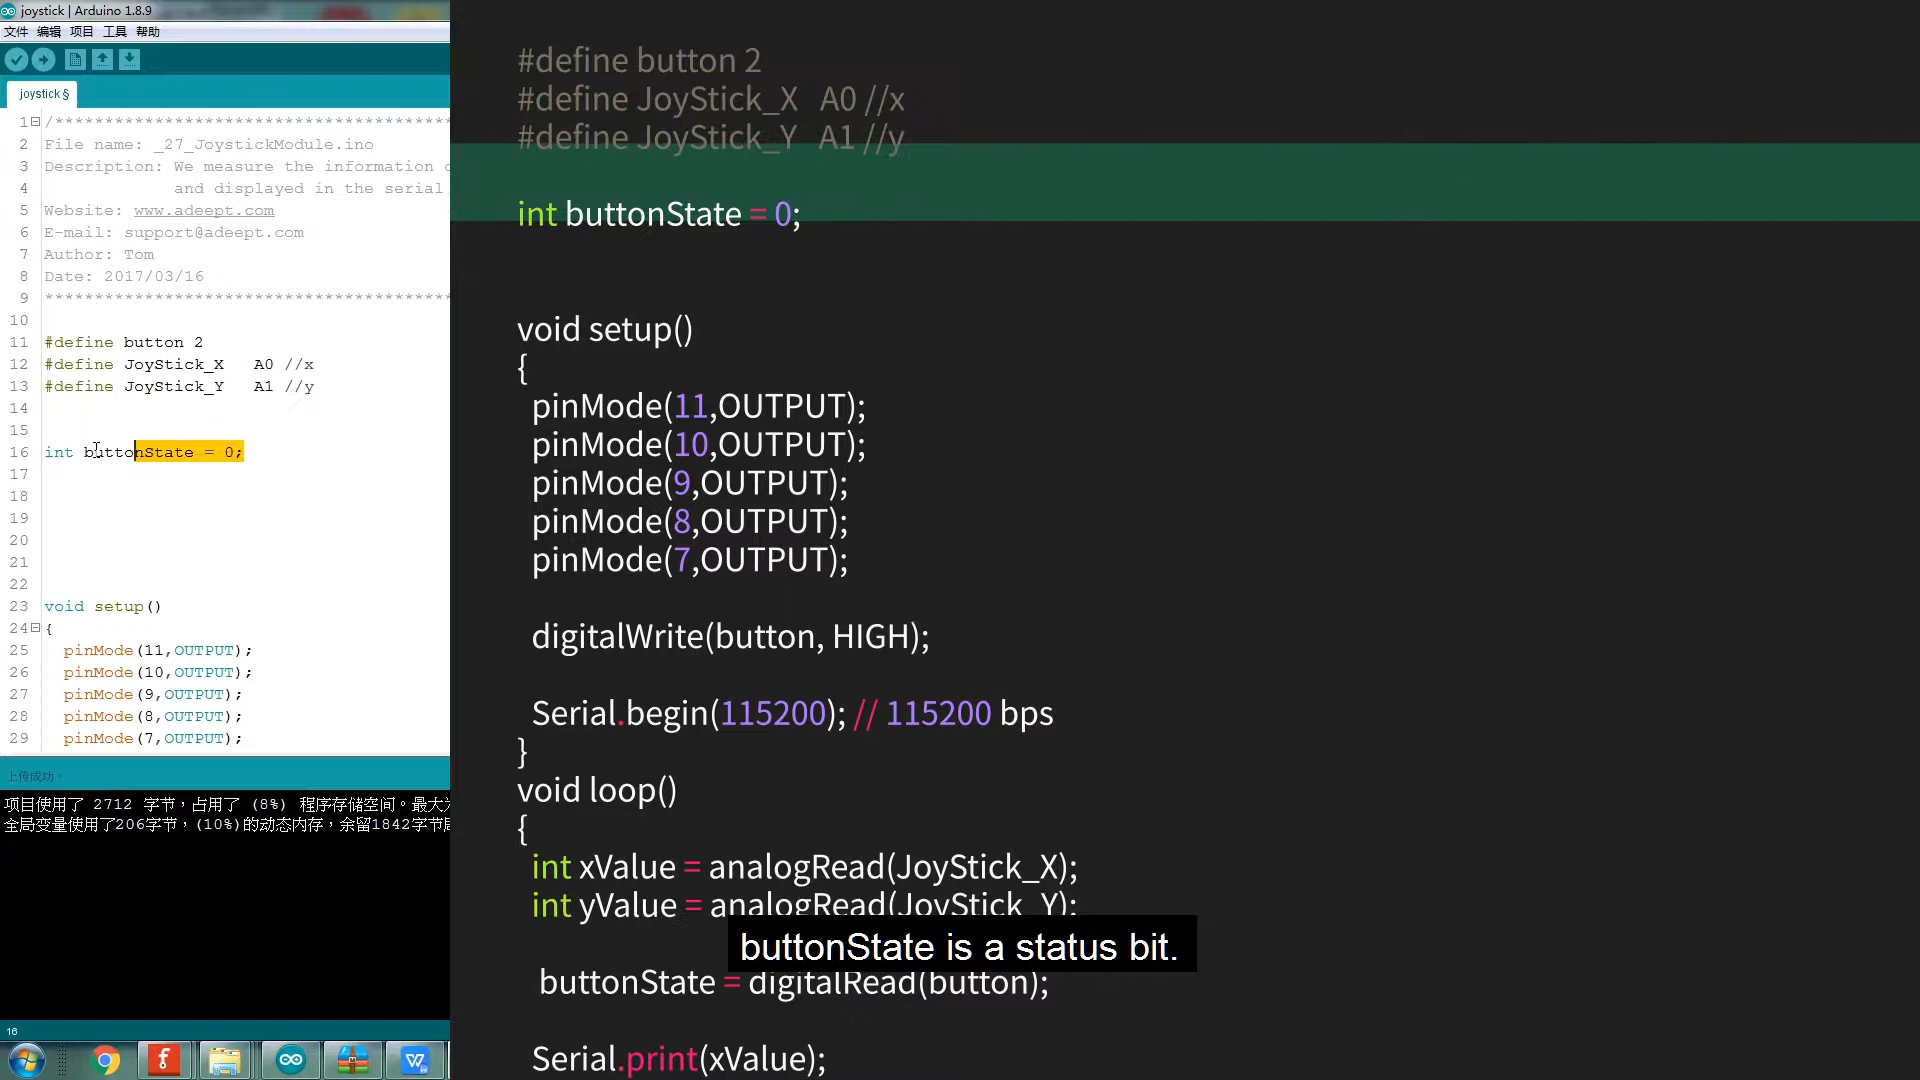 joystick | Arduino 1.8.9
文件 编辑 项目 工具 帮助
joystick §
1 /****************************************
2 File name: _27_JoystickModule.ino
3 Description: We measure the information
4 and displayed in the serial
5 Website: www.adeept.com
6 E-mail: support@adeept.com
7 Author: Tom
8 Date: 2017/03/16
9 *****************************************
10
11 #define button 2
12 #define JoyStick_X A0 //x
13 #define JoyStick_Y A1 //y
14
15
16 int buttonState = 0;
17
18
19
20
21
22
23 void setup()
24 {
25 pinMode(11,OUTPUT);
26 pinMode(10,OUTPUT);
27 pinMode(9,OUTPUT);
28 pinMode(8,OUTPUT);
29 pinMode(7,OUTPUT);
上传成功。
项目使用了 2712 字节，占用了 (8%) 程序存储空间。最大为
全局变量使用了206字节，(10%)的动态内存，余留1842字节局
16
#define button 2
#define JoyStick_X A0 //x
#define JoyStick_Y A1 //y
int buttonState = 0;
void setup()
{
pinMode(11,OUTPUT);
pinMode(10,OUTPUT);
pinMode(9,OUTPUT);
pinMode(8,OUTPUT);
pinMode(7,OUTPUT);
digitalWrite(button, HIGH);
Serial.begin(115200); // 115200 bps
}
void loop()
{
int xValue = analogRead(JoyStick_X);
int yValue = analogRead(JoyStick_Y);
buttonState is a status bit.
buttonState = digitalRead(button);
Serial.print(xValue);